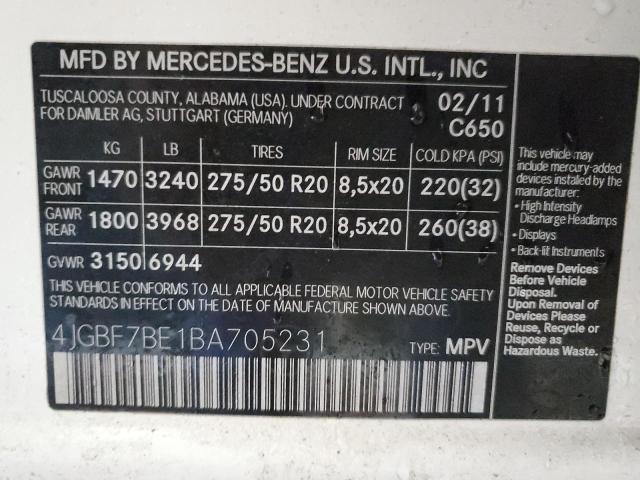 MFD BY MERCEDES-BENZ U.S. INTL., INC
TUSCALOOSA COUNTY, ALABAMA (USA). UNDER CONTRACT
FOR DAIMLER AG, STUTTGART (GERMANY)
02/11
C650
KG LB TIRES RIM SIZE COLD KPA (PSI)
GAWR FRONT 1470 3240 275/50 R20 8,5x20 220(32)
GAWR REAR 1800 3968 275/50 R20 8,5x20 260(38)
GVWR 3150 6944
THIS VEHICLE CONFORMS TO ALL APPLICABLE FEDERAL MOTOR VEHICLE SAFETY
STANDARDS IN EFFECT ON THE DATE OF MANUFACTURE SHOWN ABOVE.
4JGBF7BE1BA705231
TYPE: MPV
This vehicle may
include mercury-added
devices installed by the
manufacturer:
• High Intensity
Discharge Headlamps
• Displays
• Back-lit Instruments
Remove Devices
Before Vehicle
Disposal.
Upon Removal of
Devices Please
Reuse, Recycle or
Dispose as
Hazardous Waste.